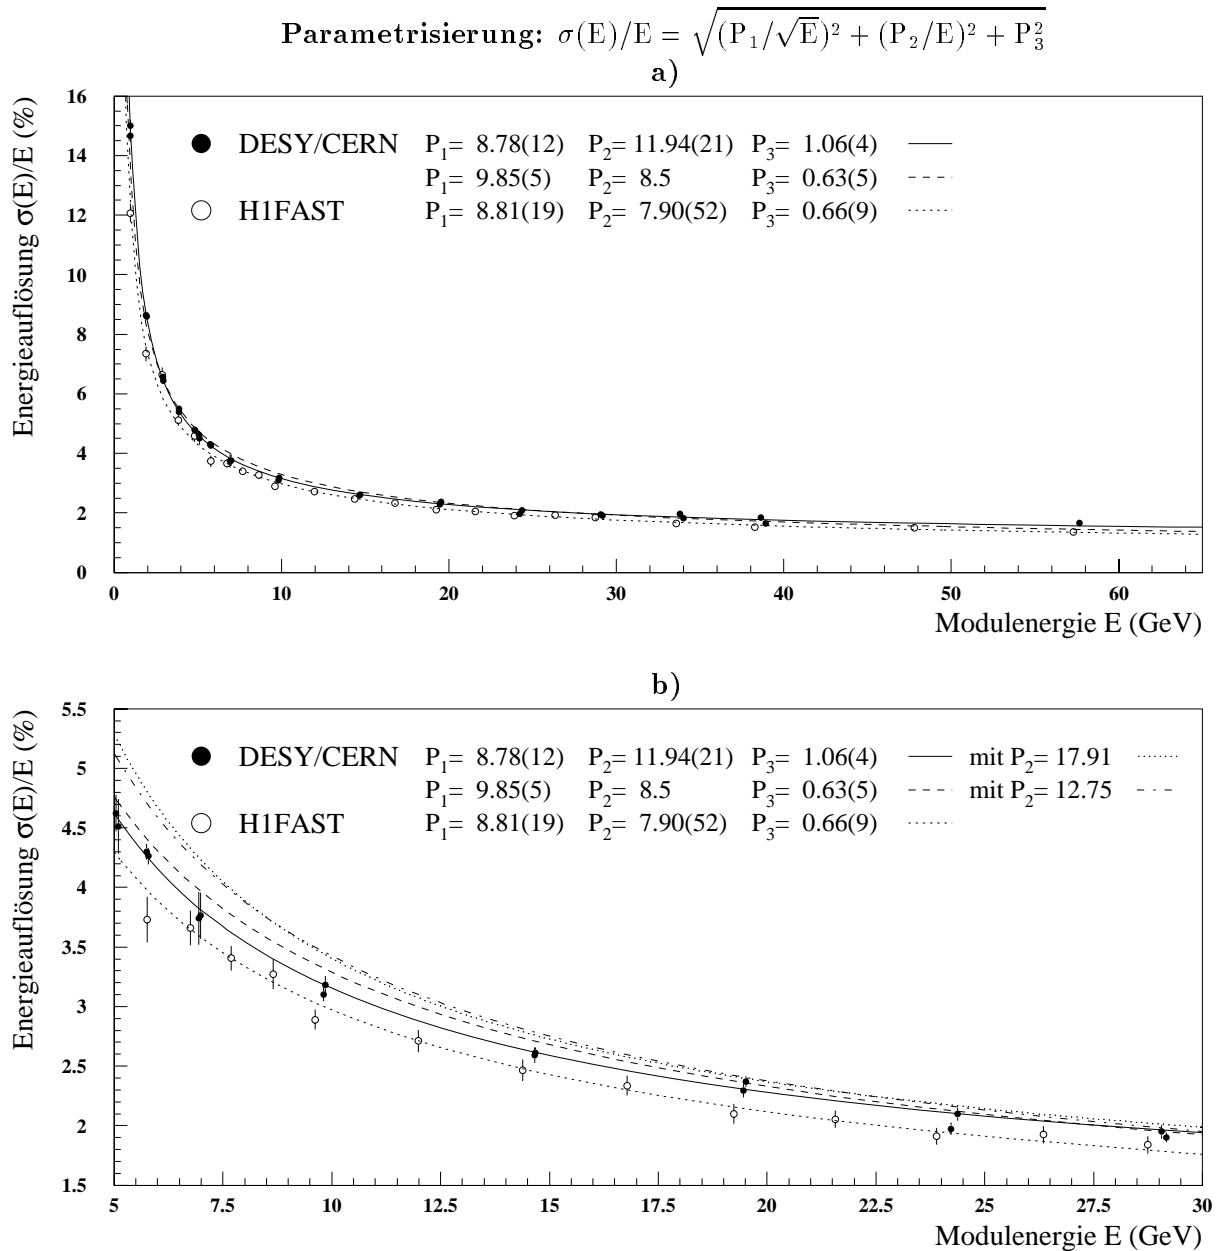 Parametrisierung: σ(E)/E = √(P₁/√E)² + (P₂/E)² + P₃²
a)
Energieauflösung σ(E)/E (%)
16
14
12
10
8
6
4
2
0
DESY/CERN P₁= 8.78(12) P₂= 11.94(21) P₃= 1.06(4)
P₁= 9.85(5) P₂= 8.5 P₃= 0.63(5)
H1FAST P₁= 8.81(19) P₂= 7.90(52) P₃= 0.66(9)
0 10 20 30 40 50 60
Modulenergie E (GeV)
b)
Energieauflösung σ(E)/E (%)
5.5
5
4.5
4
3.5
3
2.5
2
1.5
DESY/CERN P₁= 8.78(12) P₂= 11.94(21) P₃= 1.06(4) mit P₂= 17.91
P₁= 9.85(5) P₂= 8.5 P₃= 0.63(5) mit P₂= 12.75
H1FAST P₁= 8.81(19) P₂= 7.90(52) P₃= 0.66(9)
5 7.5 10 12.5 15 17.5 20 22.5 25 27.5 30
Modulenergie E (GeV)